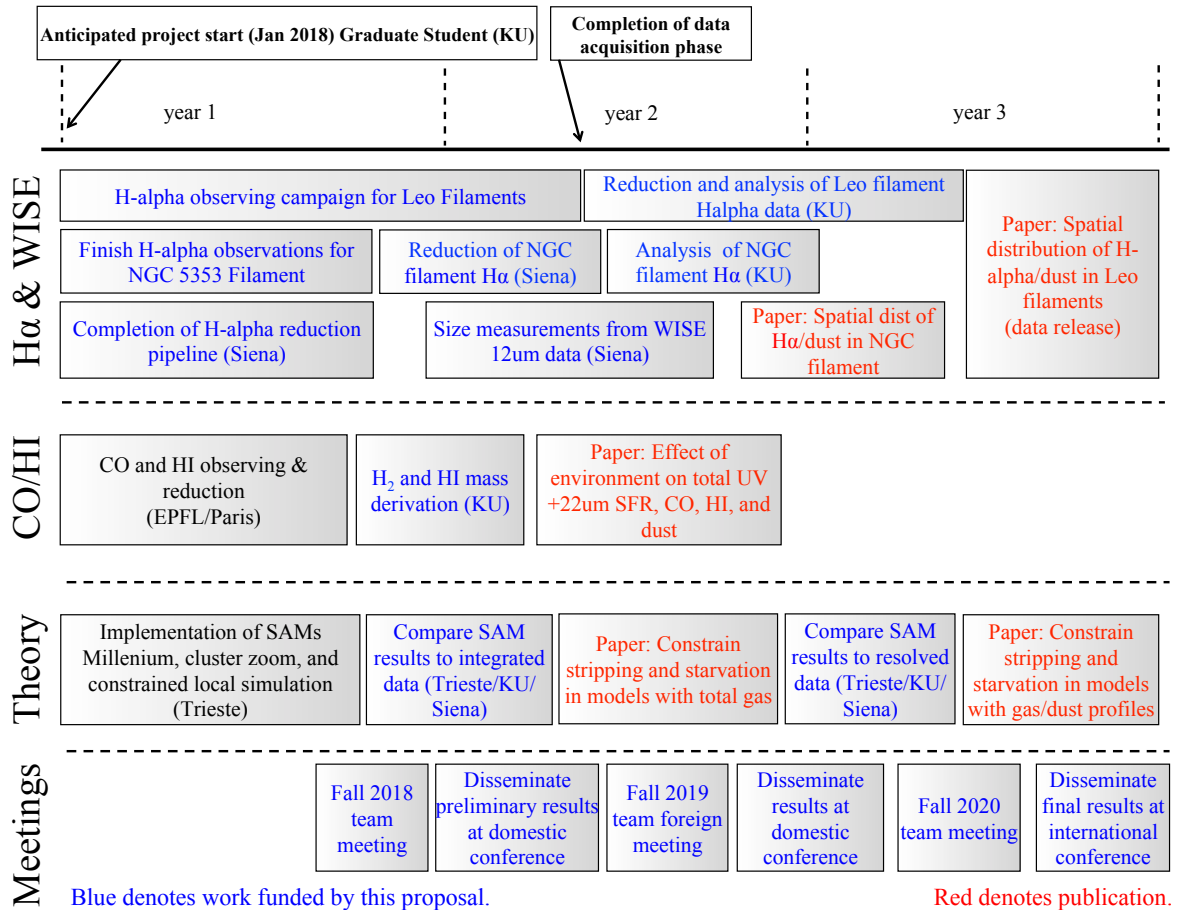 Anticipated project start (Jan 2018) Graduate Student (KU)
Completion of data
acquisition phase
year 1
year 2
year 3
Hα & WISE
H-alpha observing campaign for Leo Filaments
Reduction and analysis of Leo filament
Halpha data (KU)
Paper: Spatial
distribution of H-
alpha/dust in Leo
filaments
(data release)
Finish H-alpha observations for
NGC 5353 Filament
Reduction of NGC
filament Hα (Siena)
Analysis of NGC
filament Hα (KU)
Completion of H-alpha reduction
pipeline (Siena)
Size measurements from WISE
12um data (Siena)
Paper: Spatial dist of
Hα/dust in NGC
filament
CO/HI
CO and HI observing &
reduction
(EPFL/Paris)
H₂ and HI mass
derivation (KU)
Paper: Effect of
environment on total UV
+22um SFR, CO, HI, and
dust
Theory
Implementation of SAMs
Millenium, cluster zoom, and
constrained local simulation
(Trieste)
Compare SAM
results to integrated
data (Trieste/KU/
Siena)
Paper: Constrain
stripping and starvation
in models with total gas
Compare SAM
results to resolved
data (Trieste/KU/
Siena)
Paper: Constrain
stripping and
starvation in models
with gas/dust profiles
Meetings
Fall 2018
team
meeting
Disseminate
preliminary results
at domestic
conference
Fall 2019
team foreign
meeting
Disseminate
results at
domestic
conference
Fall 2020
team meeting
Disseminate
final results at
international
conference
Blue denotes work funded by this proposal.
Red denotes publication.